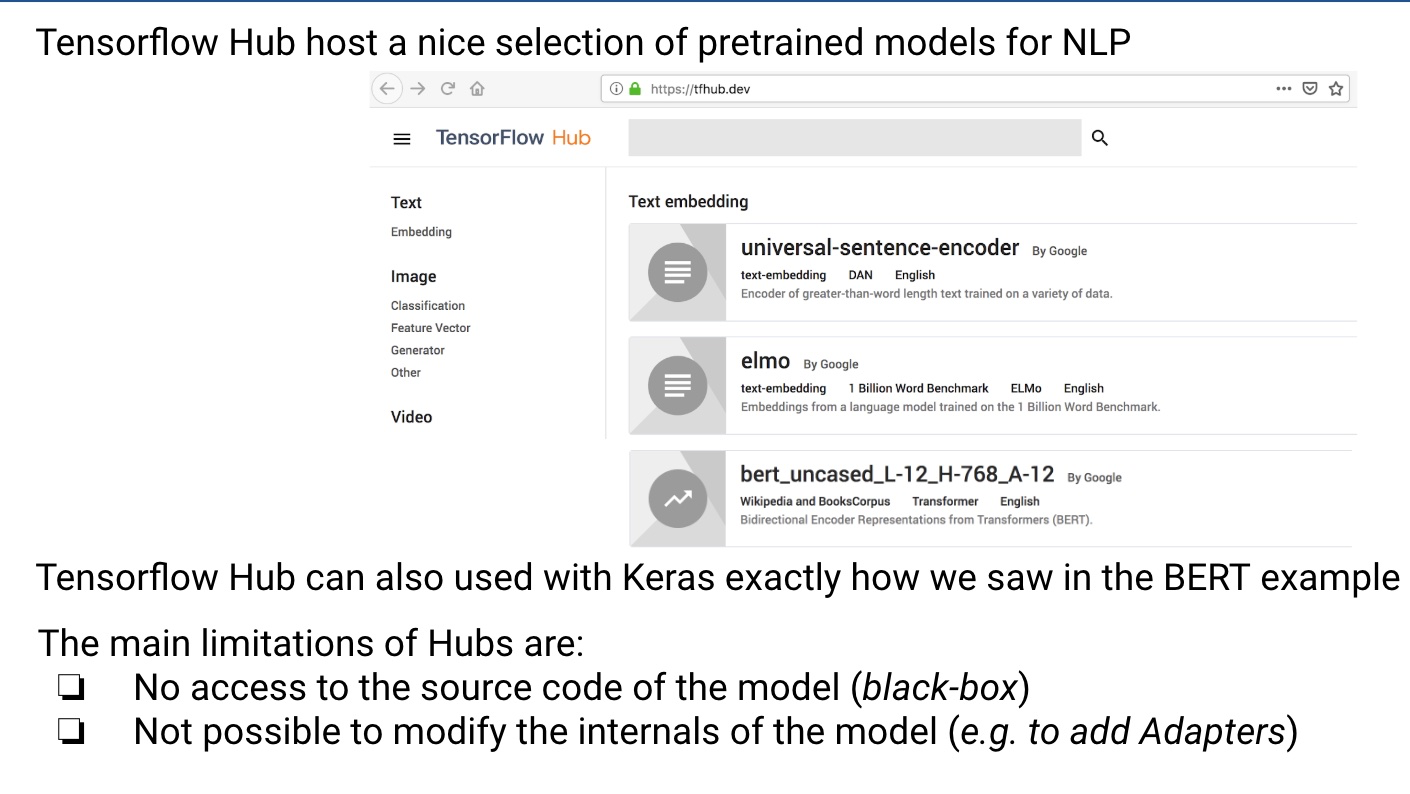 Tensorflow Hub host a nice selection of pretrained models for NLP
https://tfhub.dev
TensorFlow Hub
Text
Embedding
Image
Classification
Feature Vector
Generator
Other
Video
Text embedding
universal-sentence-encoder By Google
text-embedding DAN English
Encoder of greater-than-word length text trained on a variety of data.
elmo By Google
text-embedding 1 Billion Word Benchmark ELMo English
Embeddings from a language model trained on the 1 Billion Word Benchmark.
bert_uncased_L-12_H-768_A-12 By Google
Wikipedia and BooksCorpus Transformer English
Bidirectional Encoder Representations from Transformers (BERT).
Tensorflow Hub can also used with Keras exactly how we saw in the BERT example
The main limitations of Hubs are:
❏ No access to the source code of the model (black-box)
❏ Not possible to modify the internals of the model (e.g. to add Adapters)